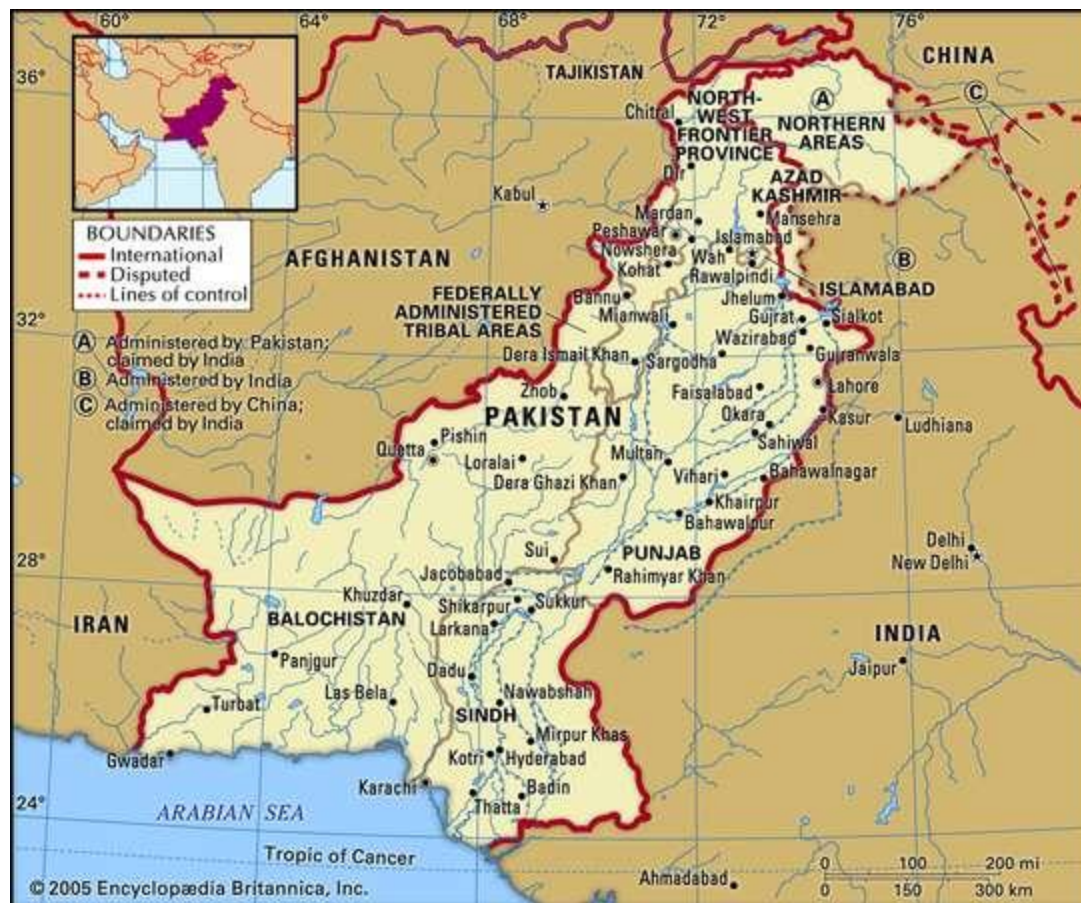 60°
64°
68°
72°
76°
36°
32°
28°
24°
CHINA
TAJIKISTAN
C
A
NORTH-
WEST
FRONTIER
PROVINCE
NORTHERN
AREAS
Chitral
Dir
AZAD
KASHMIR
Kabul
Mardan
Mansehra
Peshawar
Islamabad
Nowshera
Wah
Kohat
Rawalpindi
B
BOUNDARIES
International
Disputed
Lines of control
AFGHANISTAN
FEDERALLY
ADMINISTERED
TRIBAL AREAS
Bannu
Jhelum
ISLAMABAD
Mianwali
Gujrat
Sialkot
Wazirabad
A Administered by Pakistan;
claimed by India
B Administered by India
C Administered by China;
claimed by India
Dera Ismail Khan
Sargodha
Gujranwala
Zhob
Faisalabad
Lahore
PAKISTAN
Okara
Kasur
Ludhiana
Pishin
Sahiwal
Quetta
Loralai
Multan
Dera Ghazi Khan
Vihari
Bahawalnagar
Khairpur
Bahawalpur
Sui
PUNJAB
Delhi
New Delhi
Jacobabad
Rahimyar Khan
Khuzdar
Shikarpur
Sukkur
BALOCHISTAN
Larkana
IRAN
INDIA
Panjgur
Dadu
Jaipur
Turbat
Las Bela
Nawabshah
SINDH
Mirpur Khas
Gwadar
Kotri
Hyderabad
Karachi
Badin
Thatta
ARABIAN SEA
Tropic of Cancer
0 100 200 mi
0 150 300 km
Ahmadabad
© 2005 Encyclopædia Britannica, Inc.